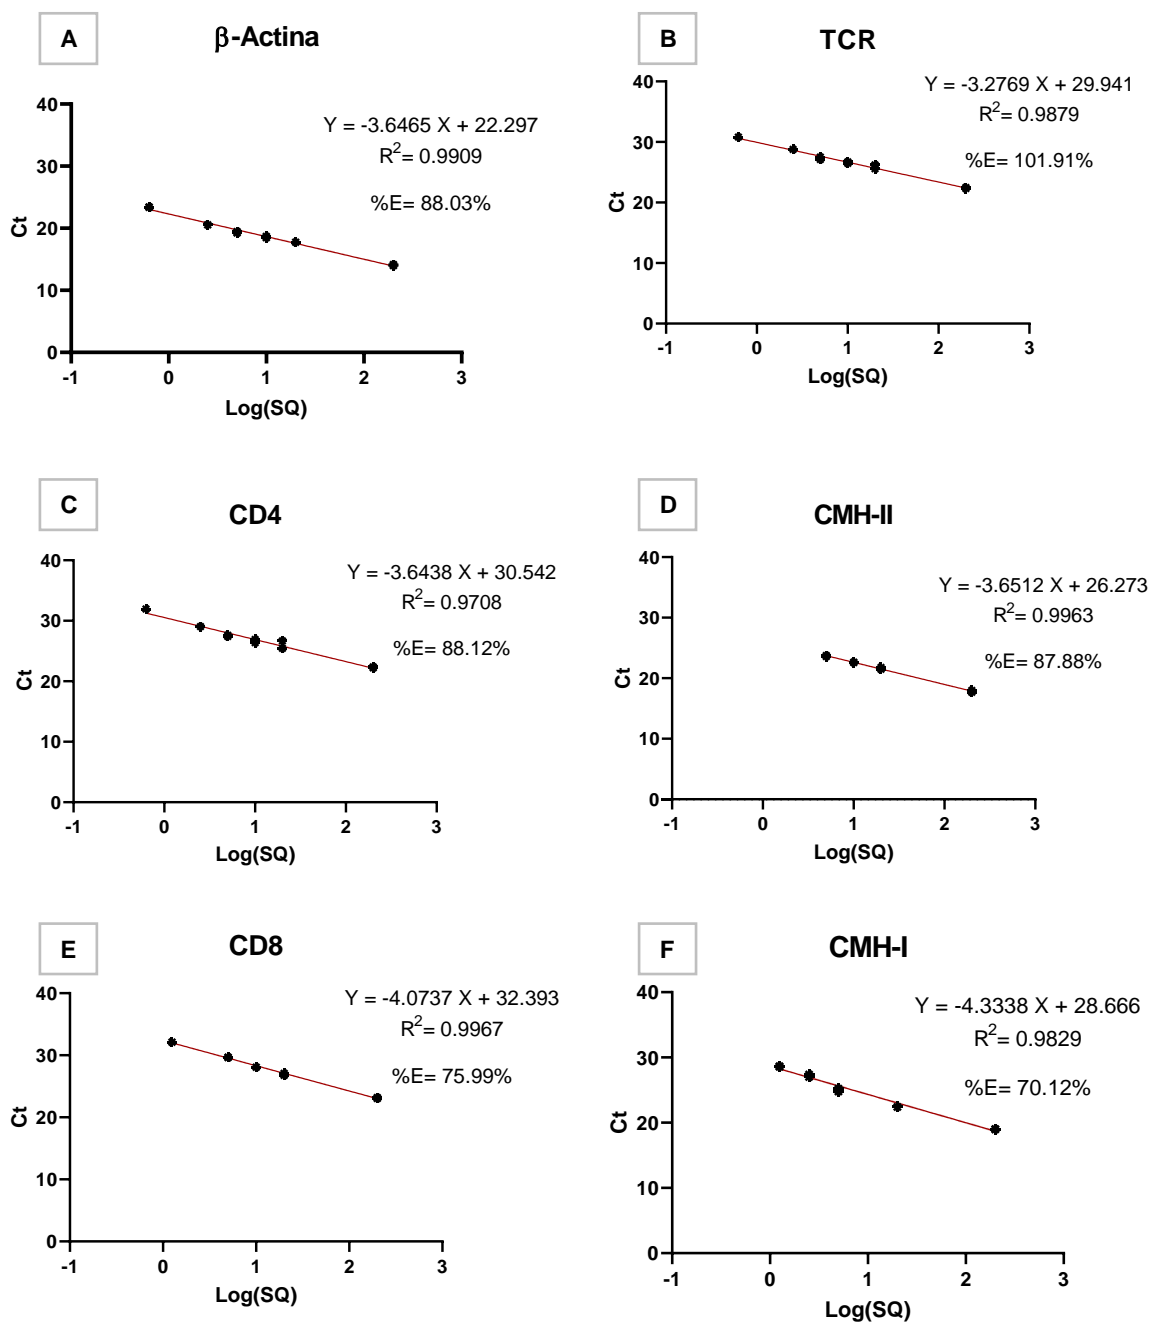 A
β-Actina
Y = -3.6465 X + 22.297
R2= 0.9909
%E= 88.03%
40
30
20
10
0
Ct
-1 0 1 2 3
Log(SQ)
B
TCR
Y = -3.2769 X + 29.941
R2= 0.9879
%E= 101.91%
40
30
20
10
0
Ct
-1 0 1 2 3
Log(SQ)
C
CD4
Y = -3.6438 X + 30.542
R2= 0.9708
%E= 88.12%
40
30
20
10
0
Ct
-1 0 1 2 3
Log(SQ)
D
CMH-II
Y = -3.6512 X + 26.273
R2= 0.9963
%E= 87.88%
40
30
20
10
0
Ct
-1 0 1 2 3
Log(SQ)
E
CD8
Y = -4.0737 X + 32.393
R2= 0.9967
%E= 75.99%
40
30
20
10
0
Ct
-1 0 1 2 3
Log(SQ)
F
CMH-I
Y = -4.3338 X + 28.666
R2= 0.9829
%E= 70.12%
40
30
20
10
0
Ct
-1 0 1 2 3
Log(SQ)